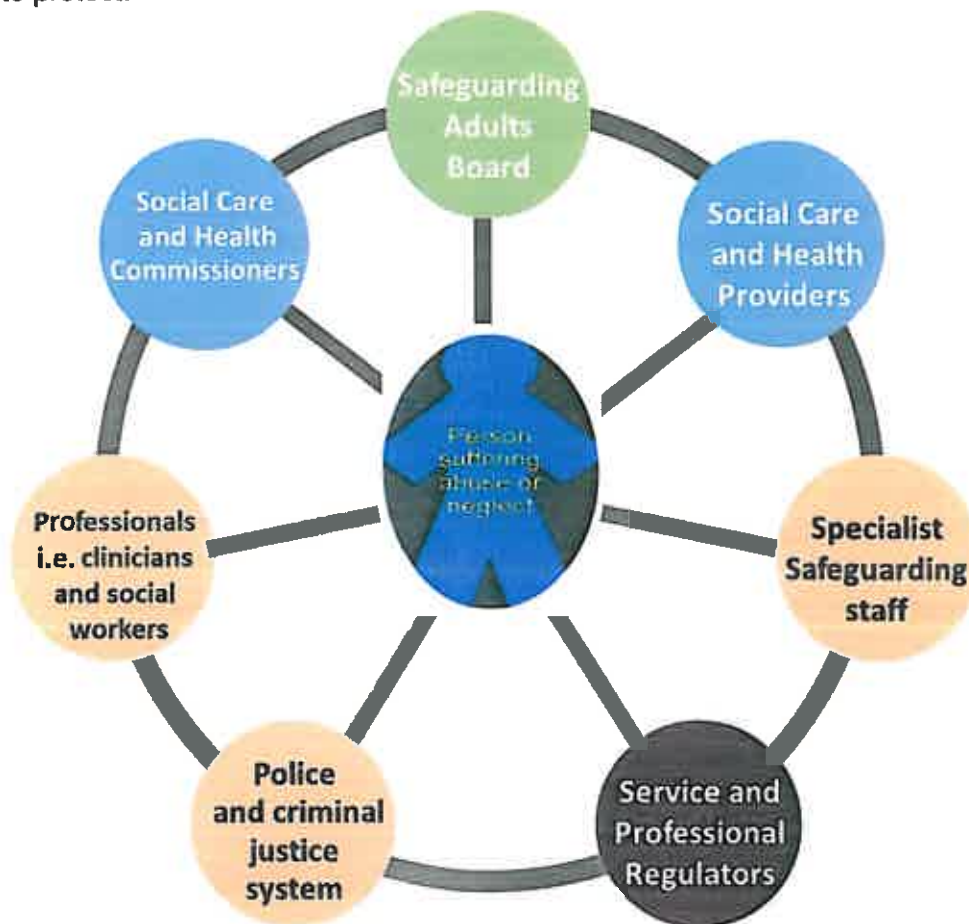 Safeguarding
Adults
Board
Social Care
and Health
Commissioners
Social Care
and Health
Providers
Person
suffering
abuse or
neglect
Professionals
i.e. clinicians
and social
workers
Specialist
Safeguarding
staff
Police
and criminal
justice
system
Service and
Professional
Regulators